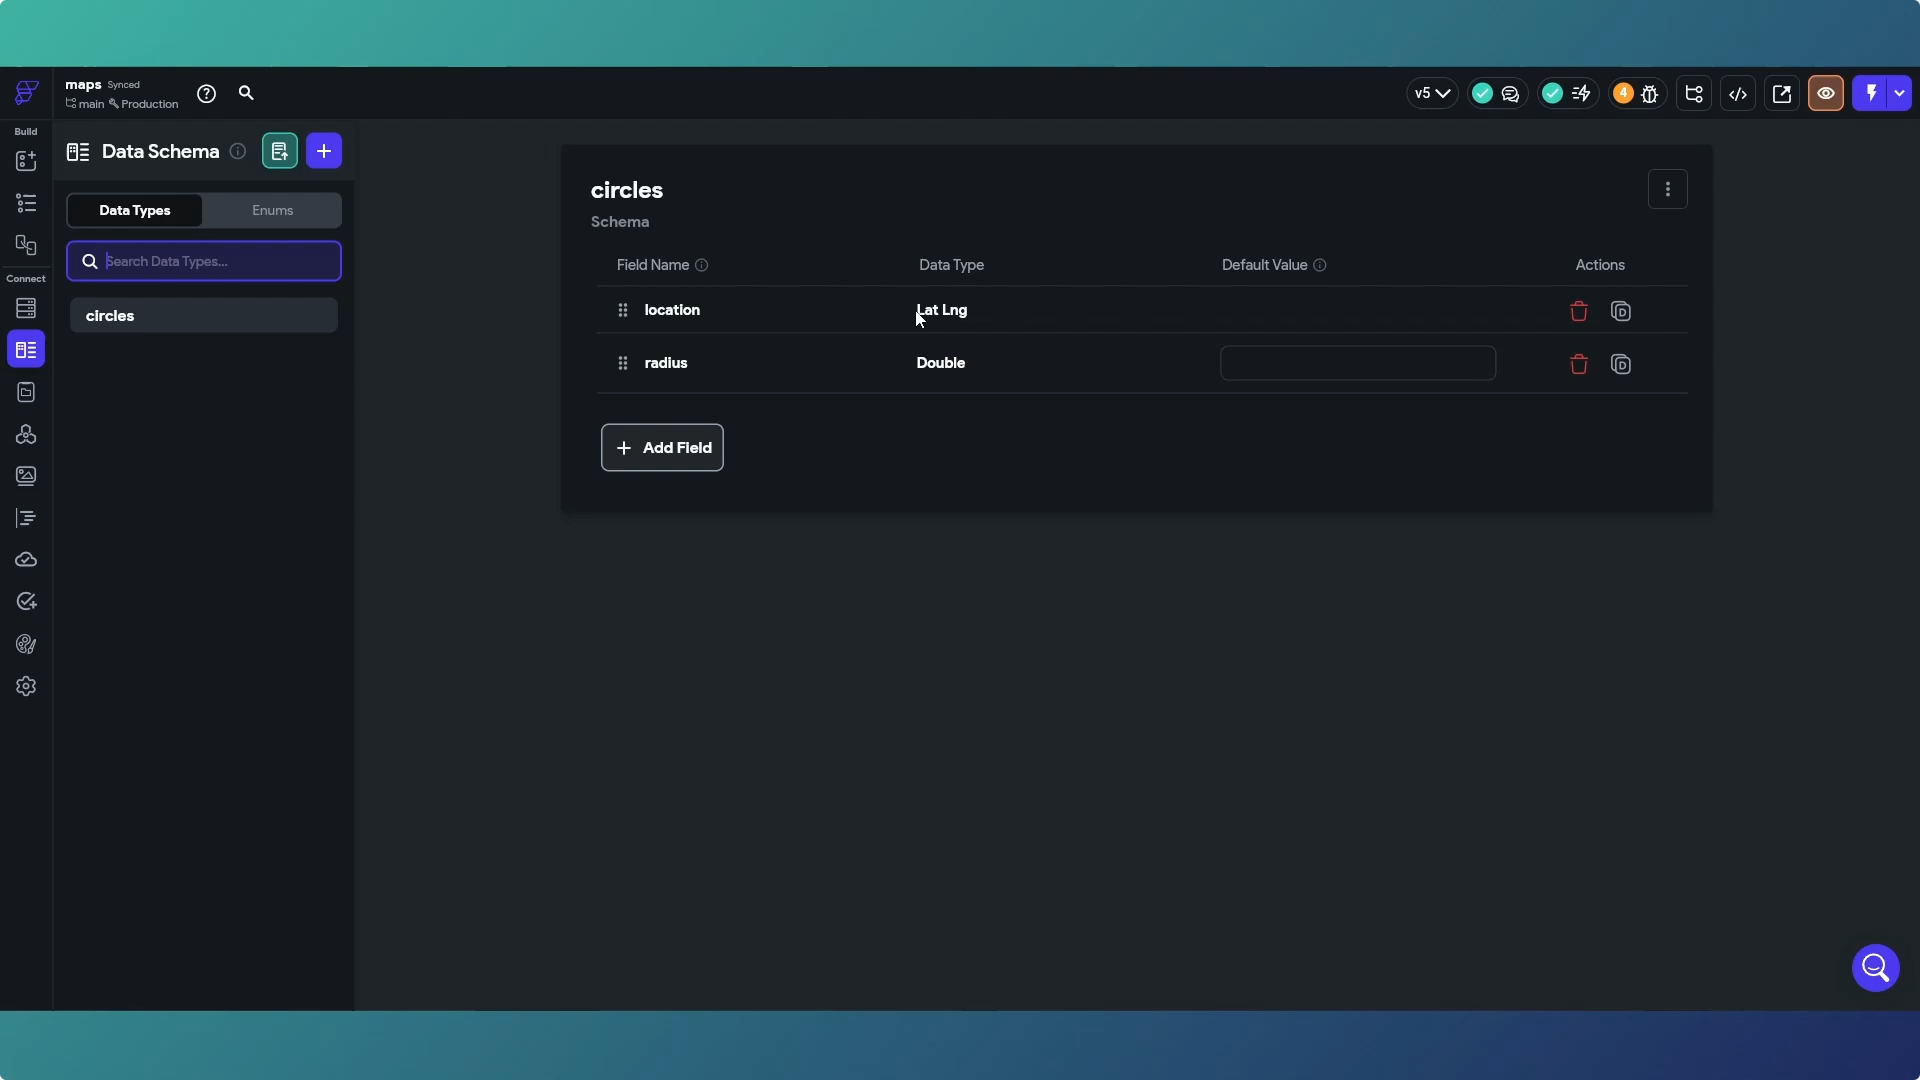 maps Synced
main Production
v5
4
Build
Connect
Data Schema
Data Types
Enums
Search Data Types...
circles
circles
Schema
Field Name
Data Type
Default Value
Actions
location
Lat Lng
radius
Double
+ Add Field